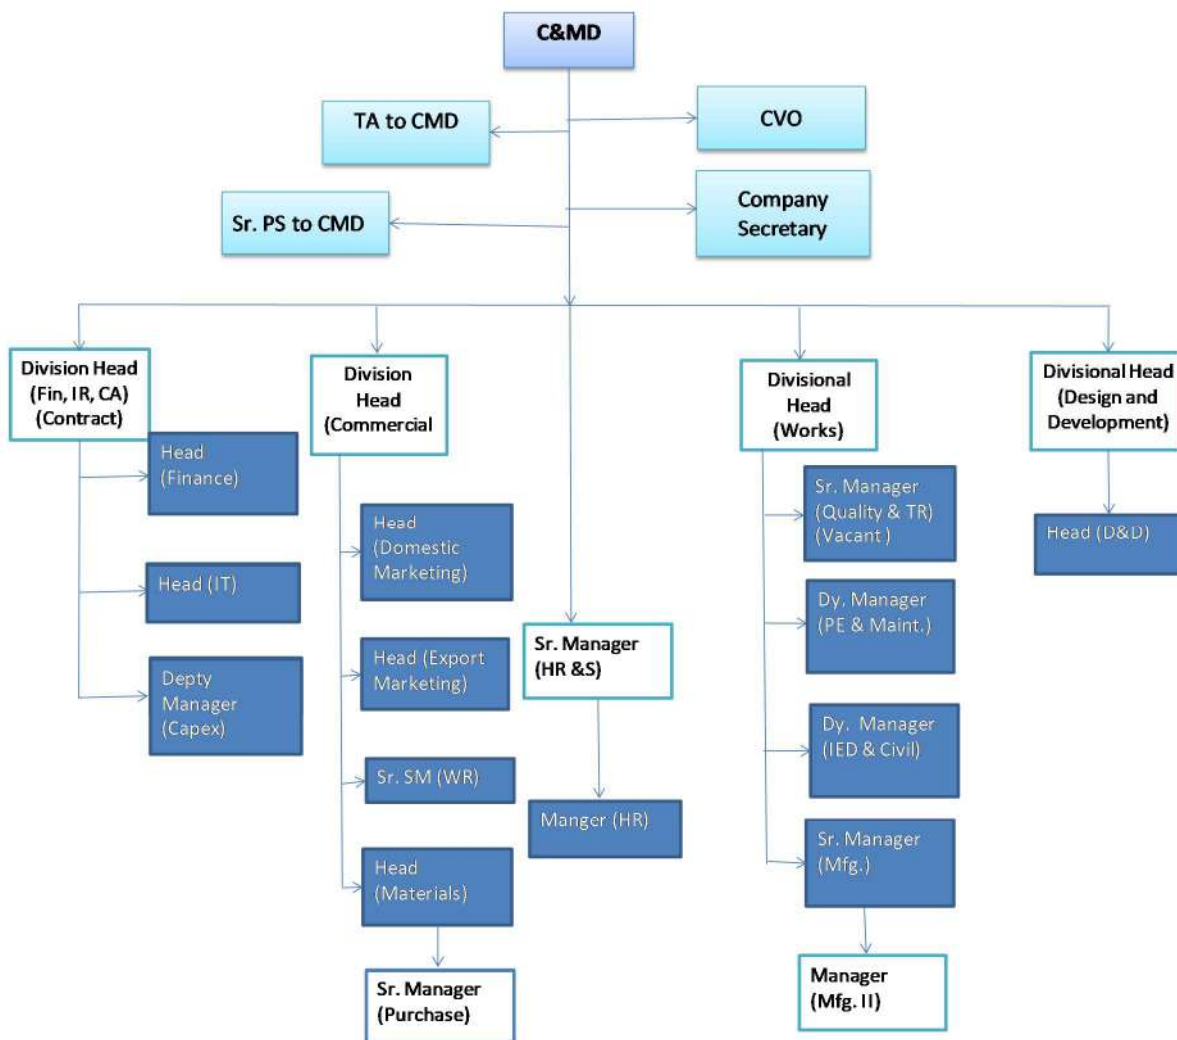 C&MD
TA to CMD
CVO
Sr. PS to CMD
Company
Secretary
Division Head
(Fin, IR, CA)
(Contract)
Head
(Finance)
Head (IT)
Depty
Manager
(Capex)
Division
Head
(Commercial
Head
(Domestic
Marketing)
Head (Export
Marketing)
Sr. SM (WR)
Head
(Materials)
Sr. Manager
(Purchase)
Sr. Manager
(HR &S)
Manger (HR)
Divisional
Head
(Works)
Sr. Manager
(Quality & TR)
(Vacant )
Dy. Manager
(PE & Maint.)
Dy. Manager
(IED & Civil)
Sr. Manager
(Mfg.)
Manager
(Mfg. II)
Divisional Head
(Design and
Development)
Head (D&D)